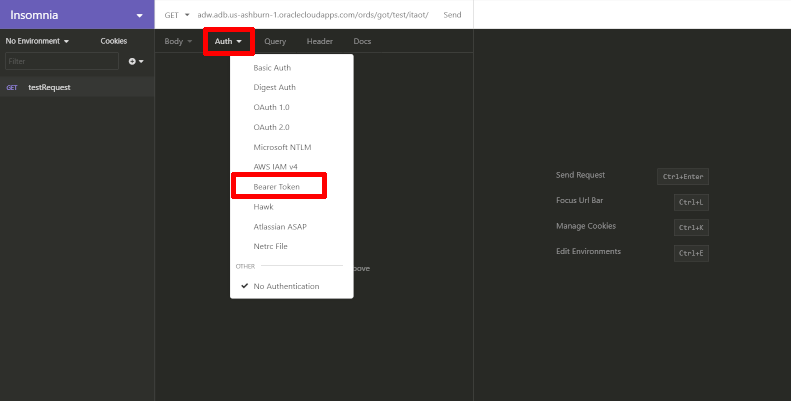 Insomnia
GET adw.adb.us-ashburn-1.oraclecloudapps.com/ords/got/test/itaot/ Send
No Environment Cookies
Filter
GET testRequest
Body Auth Query Header Docs
Basic Auth
Digest Auth
OAuth 1.0
OAuth 2.0
Microsoft NTLM
AWS IAM v4
Bearer Token
Hawk
Atlassian ASAP
Netrc File
OTHER
No Authentication
Send Request Ctrl+Enter
Focus Url Bar Ctrl+L
Manage Cookies Ctrl+K
Edit Environments Ctrl+E